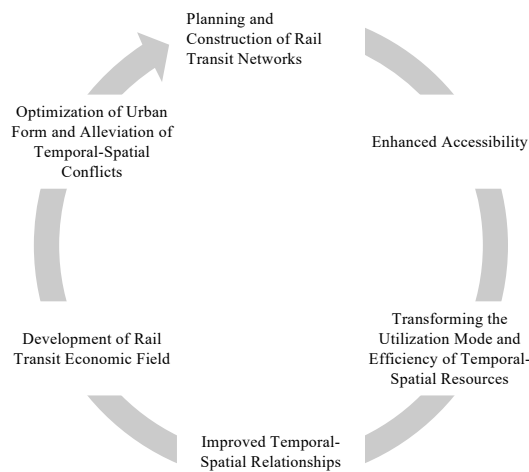 Planning and
Construction of Rail
Transit Networks
Enhanced Accessibility
Transforming the
Utilization Mode and
Efficiency of Temporal-
Spatial Resources
Improved Temporal-
Spatial Relationships
Development of Rail
Transit Economic Field
Optimization of Urban
Form and Alleviation of
Temporal-Spatial
Conflicts